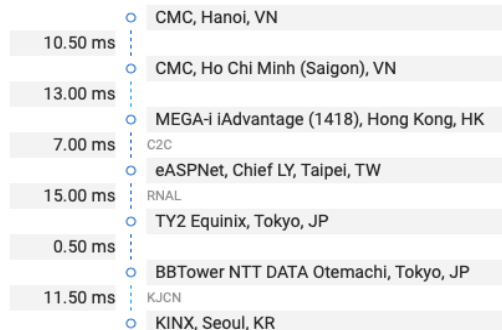 CMC, Hanoi, VN
10.50 ms
CMC, Ho Chi Minh (Saigon), VN
13.00 ms
MEGA-i iAdvantage (1418), Hong Kong, HK
7.00 ms C2C
eASPNet, Chief LY, Taipei, TW
15.00 ms RNAL
TY2 Equinix, Tokyo, JP
0.50 ms
BBTower NTT DATA Otemachi, Tokyo, JP
11.50 ms KJCN
KINX, Seoul, KR